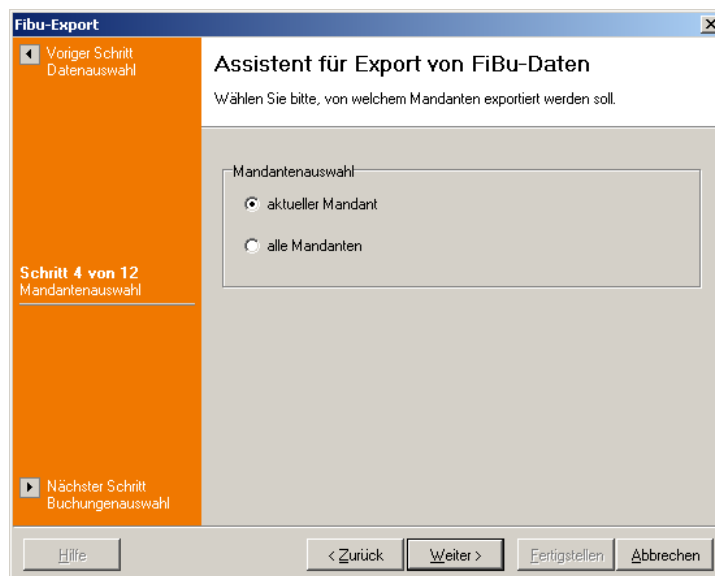 Fibu-Export
Voriger Schritt
Datenauswahl
Assistent für Export von FiBu-Daten
Wählen Sie bitte, von welchem Mandanten exportiert werden soll.
Mandantenauswahl
aktueller Mandant
alle Mandanten
Schritt 4 von 12
Mandantenauswahl
Nächster Schritt
Buchungenauswahl
Hilfe
< Zurück
Weiter >
Fertigstellen
Abbrechen